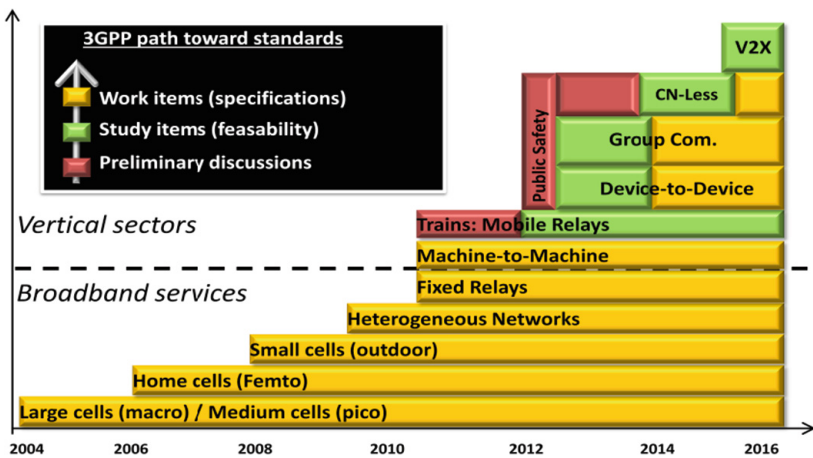 3GPP path toward standards
Work items (specifications)
Study items (feasability)
Preliminary discussions
V2X
CN-Less
Public Safety
Group Com.
Device-to-Device
Vertical sectors
Trains: Mobile Relays
Machine-to-Machine
Broadband services
Fixed Relays
Heterogeneous Networks
Small cells (outdoor)
Home cells (Femto)
Large cells (macro) / Medium cells (pico)
2004 2006 2008 2010 2012 2014 2016